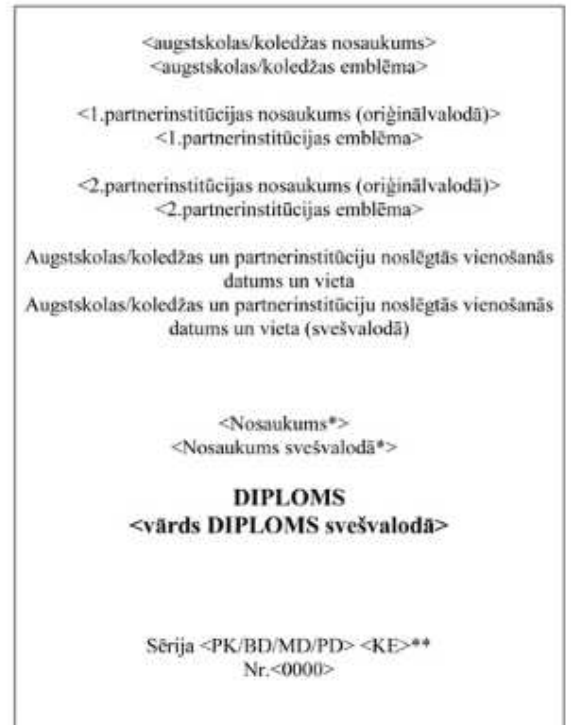 <augstskolas/koledžas nosaukums>
<augstskolas/koledžas emblēma>
<1.partnerinstitūcijas nosaukums (oriģinālvalodā)>
<1.partnerinstitūcijas emblēma>
<2.partnerinstitūcijas nosaukums (oriģinālvalodā)>
<2.partnerinstitūcijas emblēma>
Augstskolas/koledžas un partnerinstitūciju noslēgtās vienošanās
datums un vieta
Augstskolas/koledžas un partnerinstitūciju noslēgtās vienošanās
datums un vieta (svešvalodā)
<Nosaukums*>
<Nosaukums svešvalodā*>
DIPLOMS
<vārds DIPLOMS svešvalodā>
Sērija <PK/BD/MD/PD> <KE>**
Nr.<0000>